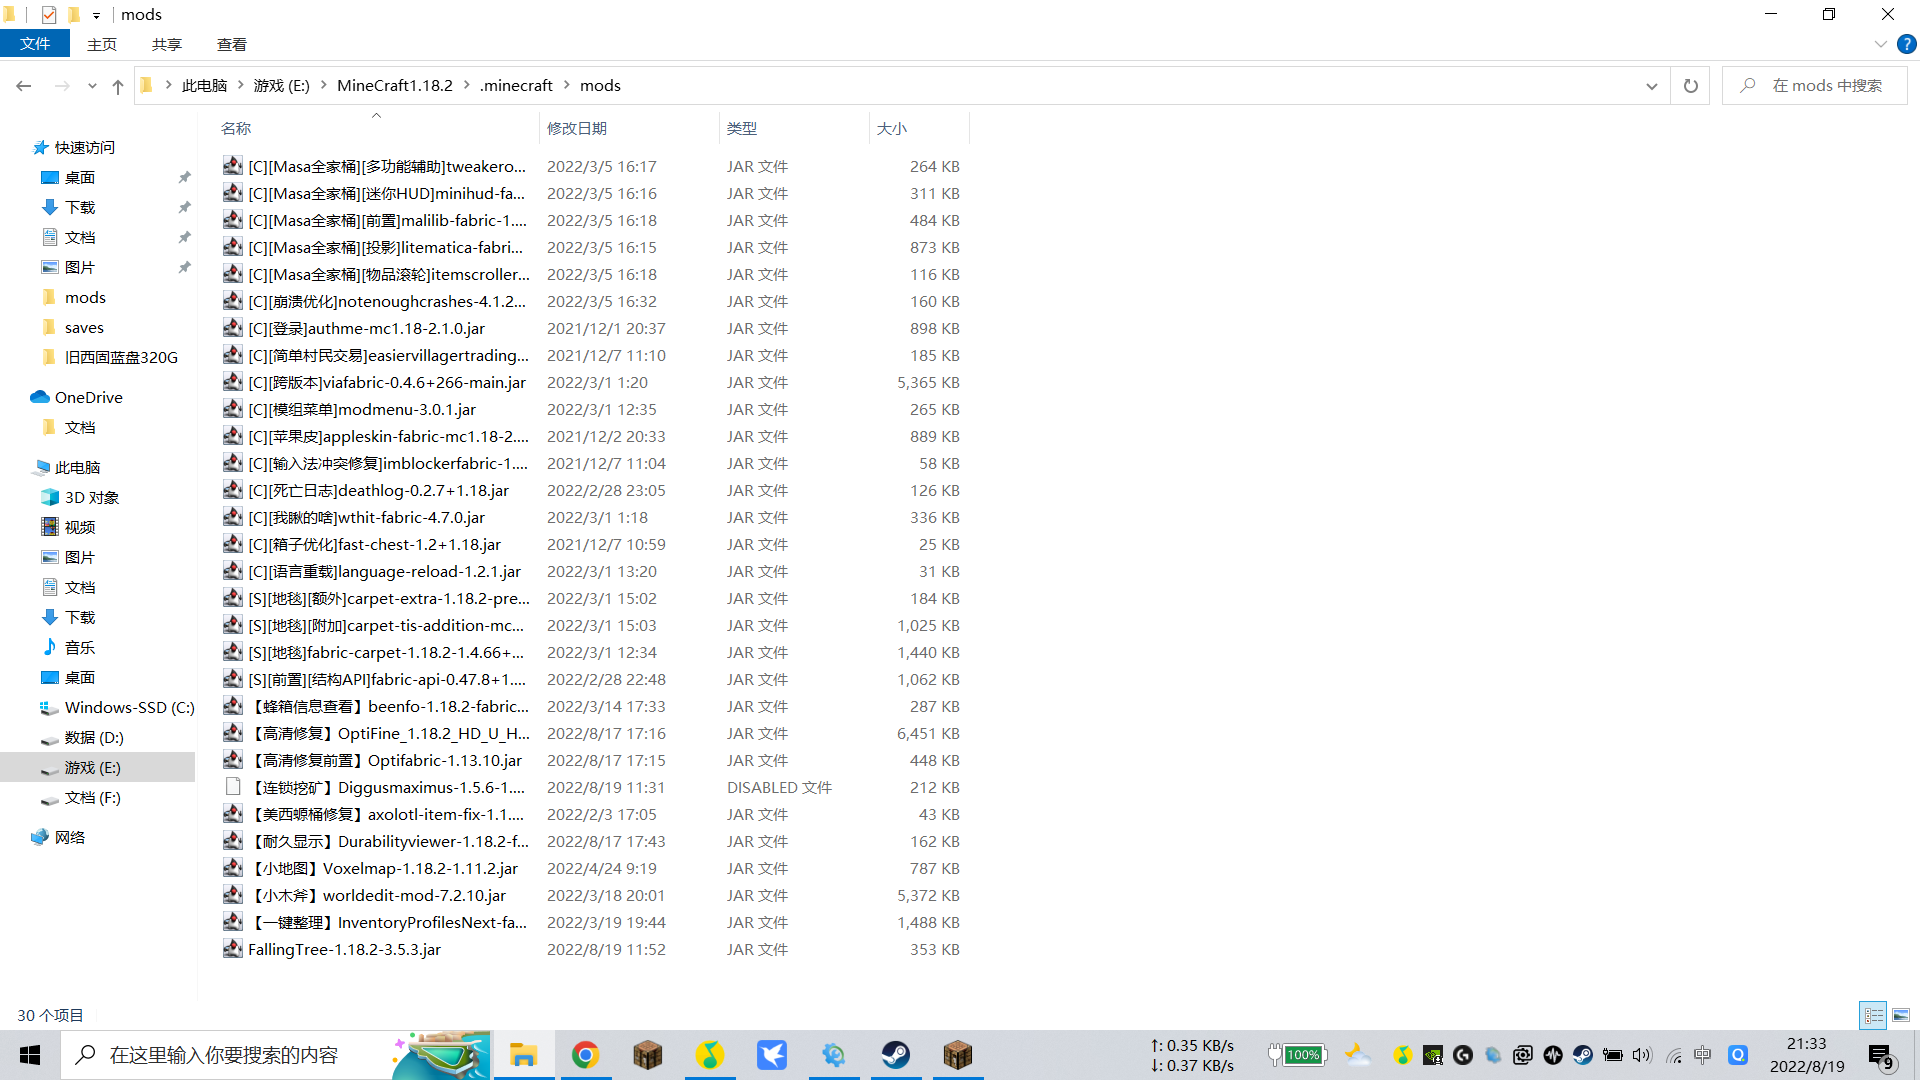 mods
文件 主页 共享 查看
此电脑 游戏 (E:) MineCraft1.18.2 .minecraft mods
在 mods 中搜索
名称 修改日期 类型 大小
快速访问
桌面
下载
文档
图片
mods
saves
旧西固蓝盘320G
OneDrive
文档
此电脑
3D 对象
视频
图片
文档
下载
音乐
桌面
Windows-SSD (C:)
数据 (D:)
游戏 (E:)
文档 (F:)
网络
[C][Masa全家桶][多功能辅助]tweakero... 2022/3/5 16:17 JAR 文件 264 KB
[C][Masa全家桶][迷你HUD]minihud-fa... 2022/3/5 16:16 JAR 文件 311 KB
[C][Masa全家桶][前置]malilib-fabric-1.... 2022/3/5 16:18 JAR 文件 484 KB
[C][Masa全家桶][投影]litematica-fabri... 2022/3/5 16:15 JAR 文件 873 KB
[C][Masa全家桶][物品滚轮]itemscroller... 2022/3/5 16:18 JAR 文件 116 KB
[C][崩溃优化]notenoughcrashes-4.1.2... 2022/3/5 16:32 JAR 文件 160 KB
[C][登录]authme-mc1.18-2.1.0.jar 2021/12/1 20:37 JAR 文件 898 KB
[C][简单村民交易]easiervillagertrading... 2021/12/7 11:10 JAR 文件 185 KB
[C][跨版本]viafabric-0.4.6+266-main.jar 2022/3/1 1:20 JAR 文件 5,365 KB
[C][模组菜单]modmenu-3.0.1.jar 2022/3/1 12:35 JAR 文件 265 KB
[C][苹果皮]appleskin-fabric-mc1.18-2.... 2021/12/2 20:33 JAR 文件 889 KB
[C][输入法冲突修复]imblockerfabric-1.... 2021/12/7 11:04 JAR 文件 58 KB
[C][死亡日志]deathlog-0.2.7+1.18.jar 2022/2/28 23:05 JAR 文件 126 KB
[C][我瞅的啥]wthit-fabric-4.7.0.jar 2022/3/1 1:18 JAR 文件 336 KB
[C][箱子优化]fast-chest-1.2+1.18.jar 2021/12/7 10:59 JAR 文件 25 KB
[C][语言重载]language-reload-1.2.1.jar 2022/3/1 13:20 JAR 文件 31 KB
[S][地毯][额外]carpet-extra-1.18.2-pre... 2022/3/1 15:02 JAR 文件 184 KB
[S][地毯][附加]carpet-tis-addition-mc... 2022/3/1 15:03 JAR 文件 1,025 KB
[S][地毯]fabric-carpet-1.18.2-1.4.66+... 2022/3/1 12:34 JAR 文件 1,440 KB
[S][前置][结构API]fabric-api-0.47.8+1.... 2022/2/28 22:48 JAR 文件 1,062 KB
【蜂箱信息查看】beenfo-1.18.2-fabric... 2022/3/14 17:33 JAR 文件 287 KB
【高清修复】OptiFine_1.18.2_HD_U_H... 2022/8/17 17:16 JAR 文件 6,451 KB
【高清修复前置】Optifabric-1.13.10.jar 2022/8/17 17:15 JAR 文件 448 KB
【连锁挖矿】Diggusmaximus-1.5.6-1.... 2022/8/19 11:31 DISABLED 文件 212 KB
【美西螈桶修复】axolotl-item-fix-1.1.... 2022/2/3 17:05 JAR 文件 43 KB
【耐久显示】Durabilityviewer-1.18.2-f... 2022/8/17 17:43 JAR 文件 162 KB
【小地图】Voxelmap-1.18.2-1.11.2.jar 2022/4/24 9:19 JAR 文件 787 KB
【小木斧】worldedit-mod-7.2.10.jar 2022/3/18 20:01 JAR 文件 5,372 KB
【一键整理】InventoryProfilesNext-fa... 2022/3/19 19:44 JAR 文件 1,488 KB
FallingTree-1.18.2-3.5.3.jar 2022/8/19 11:52 JAR 文件 353 KB
30 个项目
在这里输入你要搜索的内容
↑: 0.35 KB/s
↓: 0.37 KB/s
100%
中
21:33
2022/8/19
9